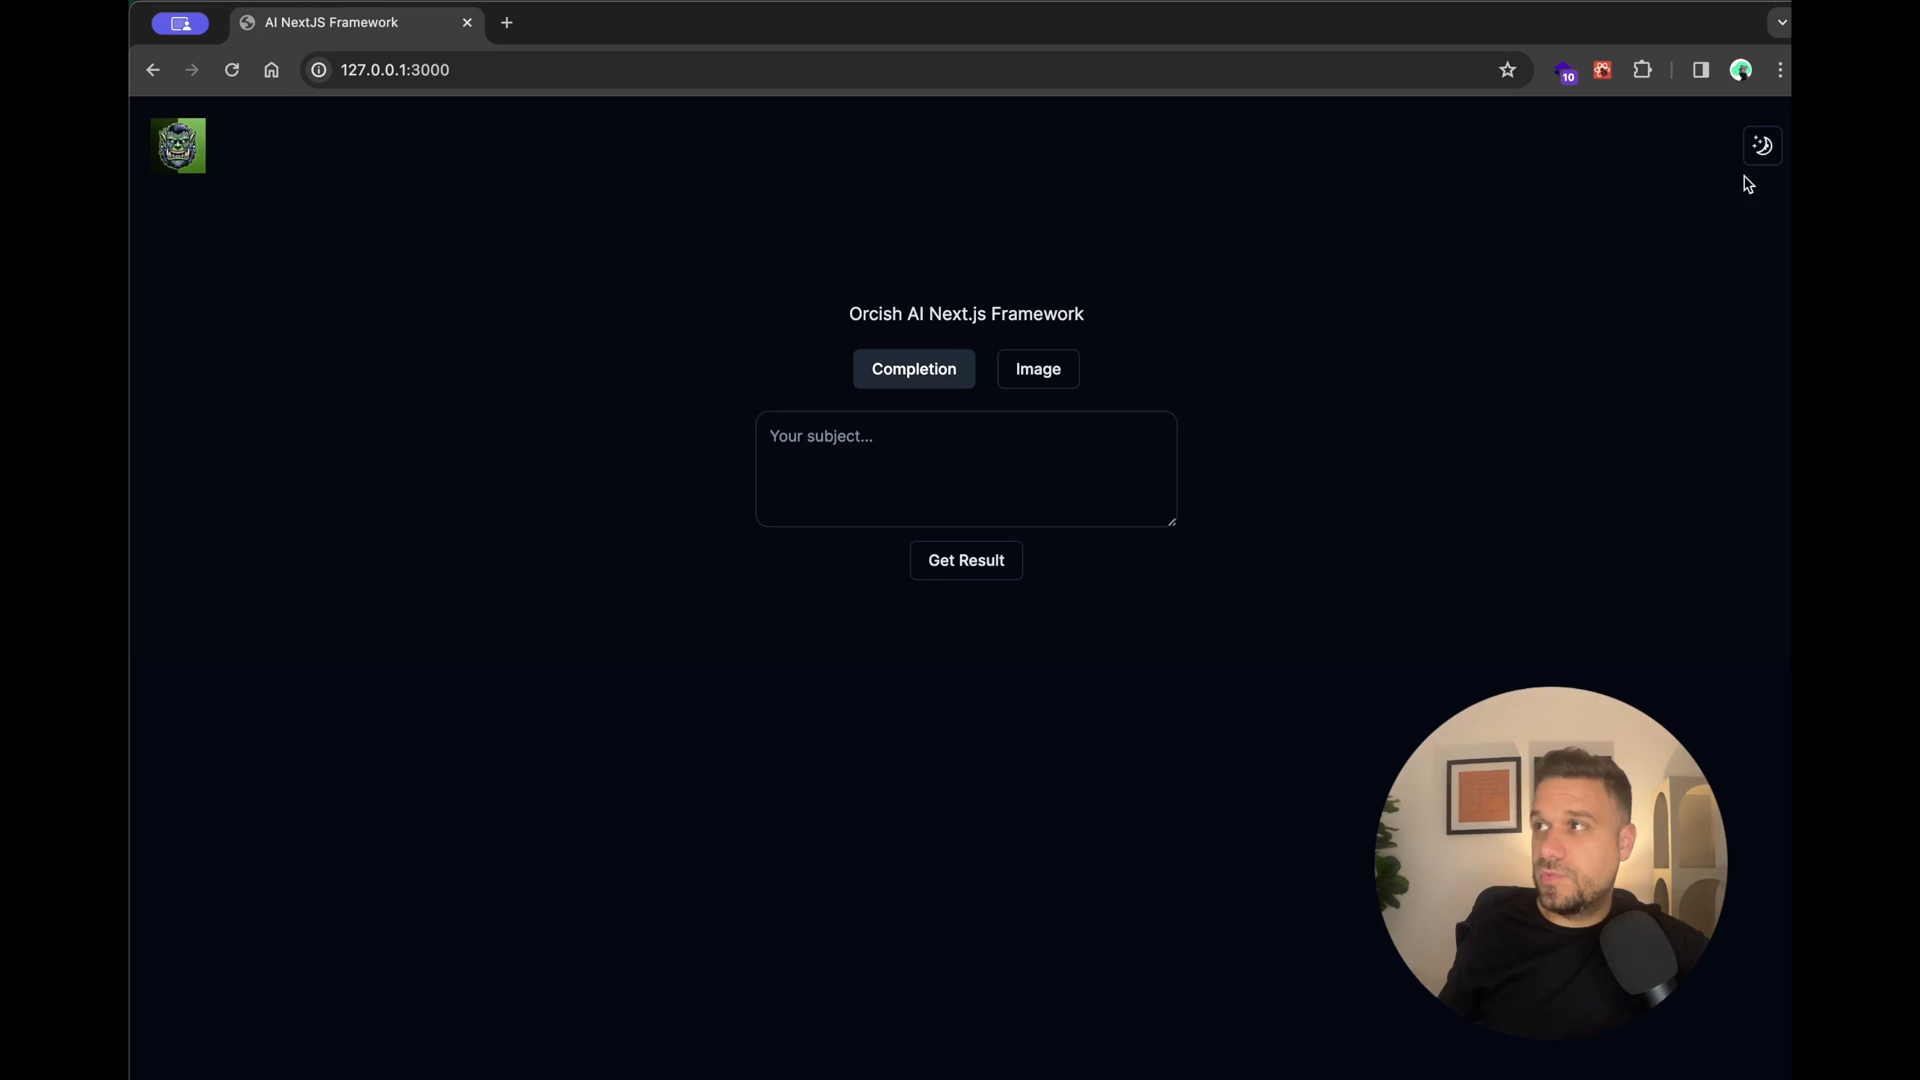 AI NextJS Framework
127.0.0.1:3000
10
Orcish AI Next.js Framework
Completion
Image
Your subject...
Get Result